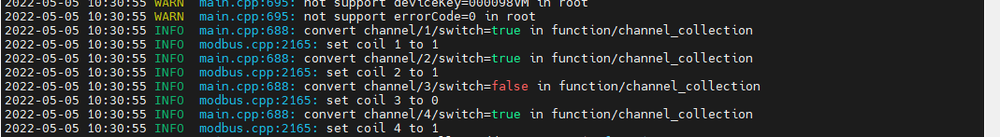 2022-05-05 10:30:55 WARN main.cpp:695: not support deviceKey=000098VM in root
2022-05-05 10:30:55 WARN main.cpp:695: not support errorCode=0 in root
2022-05-05 10:30:55 INFO main.cpp:688: convert channel/1/switch=true in function/channel_collection
2022-05-05 10:30:55 INFO modbus.cpp:2165: set coil 1 to 1
2022-05-05 10:30:55 INFO main.cpp:688: convert channel/2/switch=true in function/channel_collection
2022-05-05 10:30:55 INFO modbus.cpp:2165: set coil 2 to 1
2022-05-05 10:30:55 INFO main.cpp:688: convert channel/3/switch=false in function/channel_collection
2022-05-05 10:30:55 INFO modbus.cpp:2165: set coil 3 to 0
2022-05-05 10:30:55 INFO main.cpp:688: convert channel/4/switch=true in function/channel_collection
2022-05-05 10:30:55 INFO modbus.cpp:2165: set coil 4 to 1